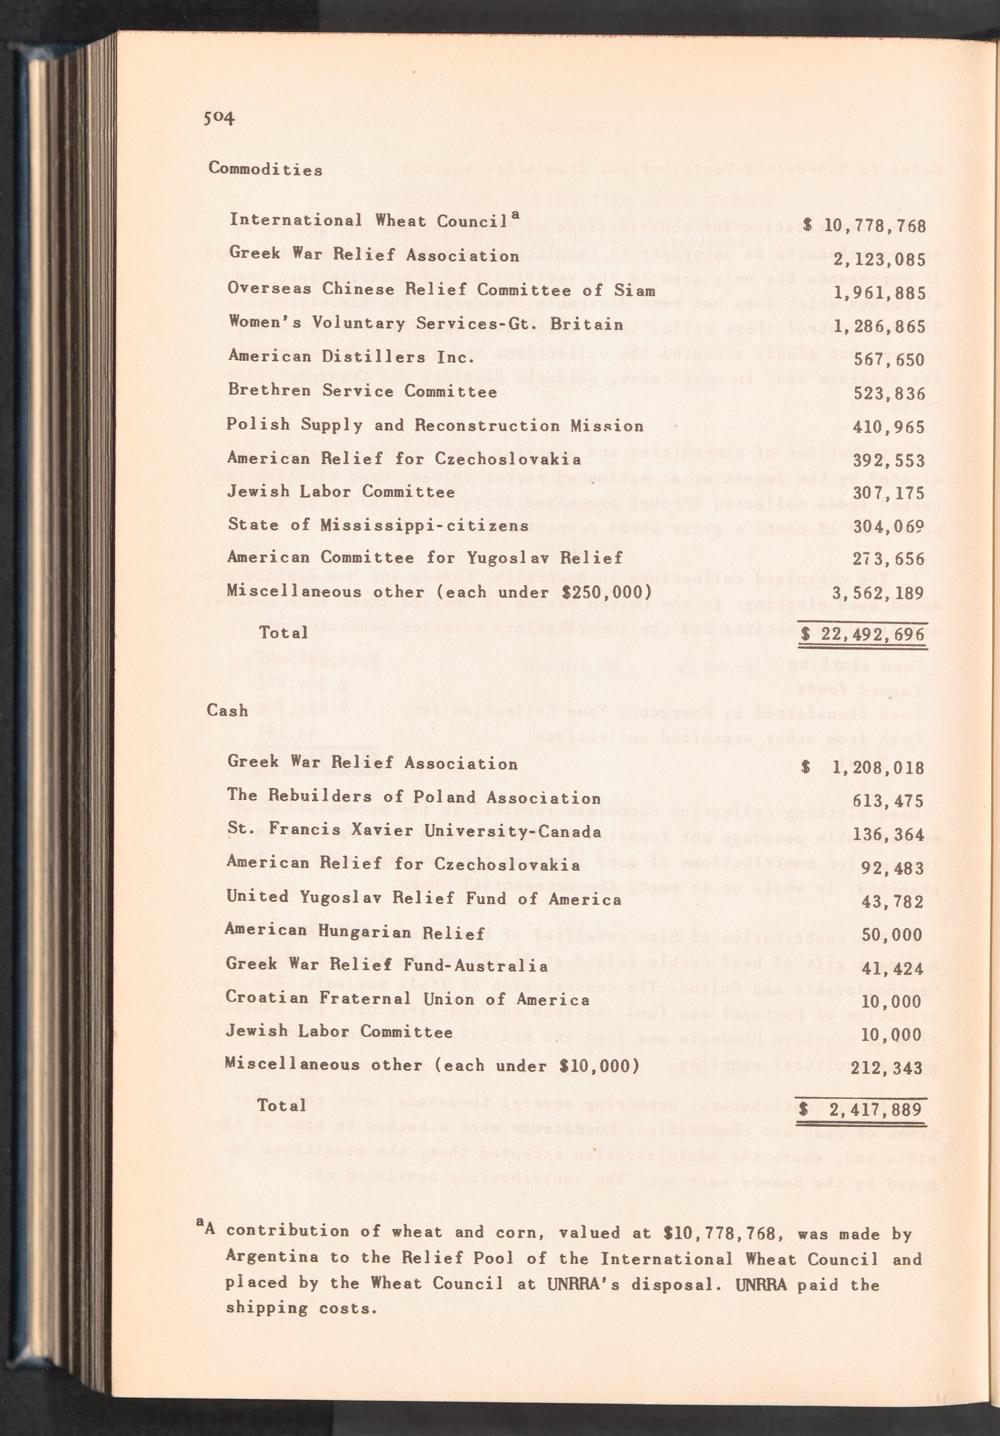 504
Commodities
International Wheat Council a $ 10,778,768
Greek War Relief Association 2,123,085
Overseas Chinese Relief Committee of Siam 1,961,885
Women's Voluntary Services-Gt. Britain 1,286,865
American Distillers Inc. 567,650
Brethren Service Committee 523,836
Polish Supply and Reconstruction Mission 410,965
American Relief for Czechoslovakia 392,553
Jewish Labor Committee 307,175
State of Mississippi-citizens 304,069
American Committee for Yugoslav Relief 273,656
Miscellaneous other (each under $250,000) 3,562,189
Total $ 22,492,696
Cash
Greek War Relief Association $ 1,208,018
The Rebuilders of Poland Association 613,475
St. Francis Xavier University-Canada 136,364
American Relief for Czechoslovakia 92,483
United Yugoslav Relief Fund of America 43,782
American Hungarian Relief 50,000
Greek War Relief Fund-Australia 41,424
Croatian Fraternal Union of America 10,000
Jewish Labor Committee 10,000
Miscellaneous other (each under $10,000) 212,343
Total $ 2,417,889
aA contribution of wheat and corn, valued at $10,778,768, was made by
Argentina to the Relief Pool of the International Wheat Council and
placed by the Wheat Council at UNRRA's disposal. UNRRA paid the
shipping costs.